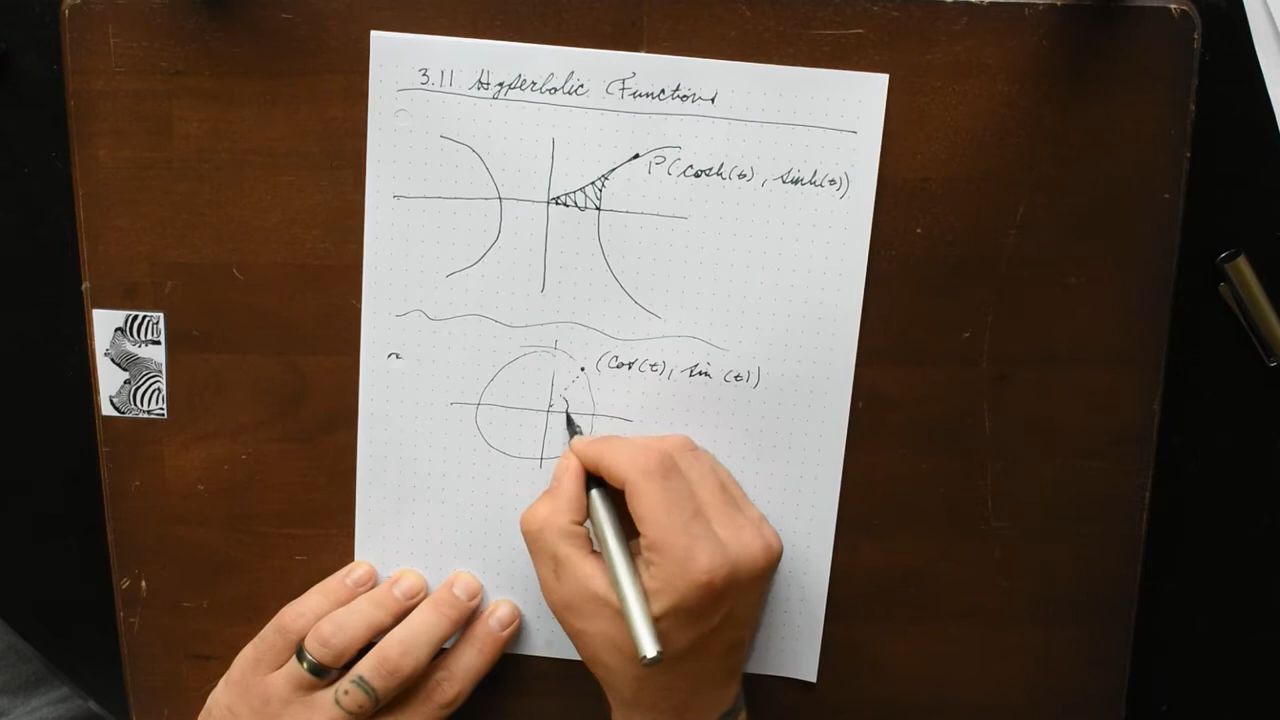 3.11 Hyperbolic Functions
P(cosh(t), sinh(t))
(cos(t), sin(t))